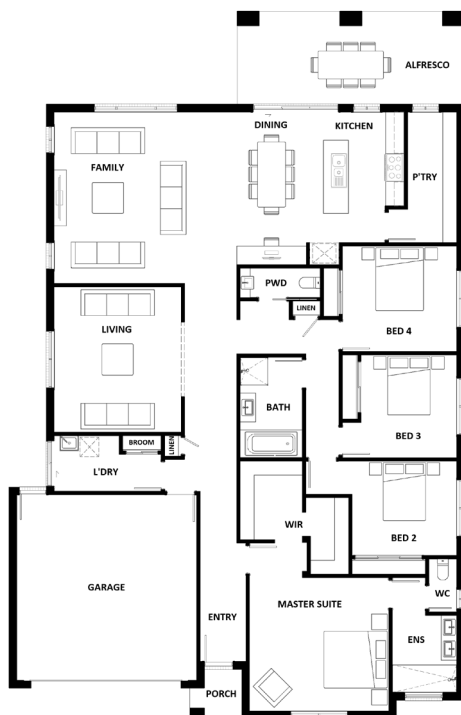 ALFRESCO
DINING
KITCHEN
FAMILY
P'TRY
PWD
LINEN
LIVING
BED 4
BATH
BED 3
BROOM
LINEN
L'DRY
WIR
BED 2
GARAGE
MASTER SUITE
WC
ENTRY
ENS
PORCH